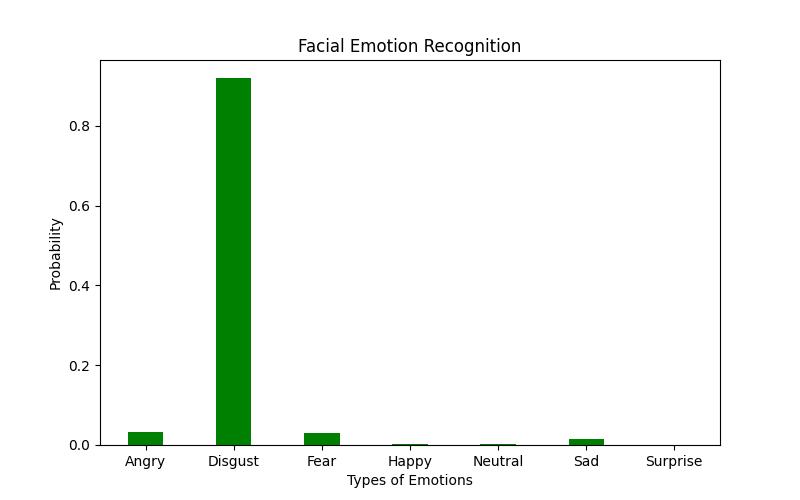 Facial Emotion Recognition
Probability
0.8
0.6
0.4
0.2
0.0
Angry Disgust Fear Happy Neutral Sad Surprise
Types of Emotions